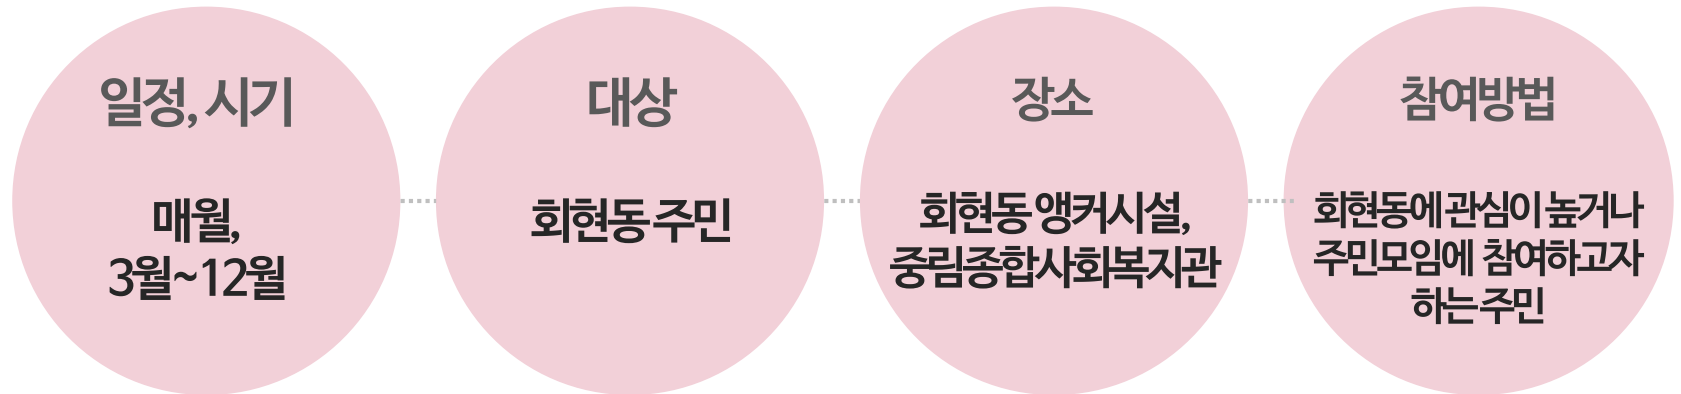 일정, 시기
매월,
3월~12월
대상
회현동 주민
장소
회현동 앵커시설,
중림종합사회복지관
참여방법
회현동에 관심이 높거나
주민모임에 참여하고자
하는 주민